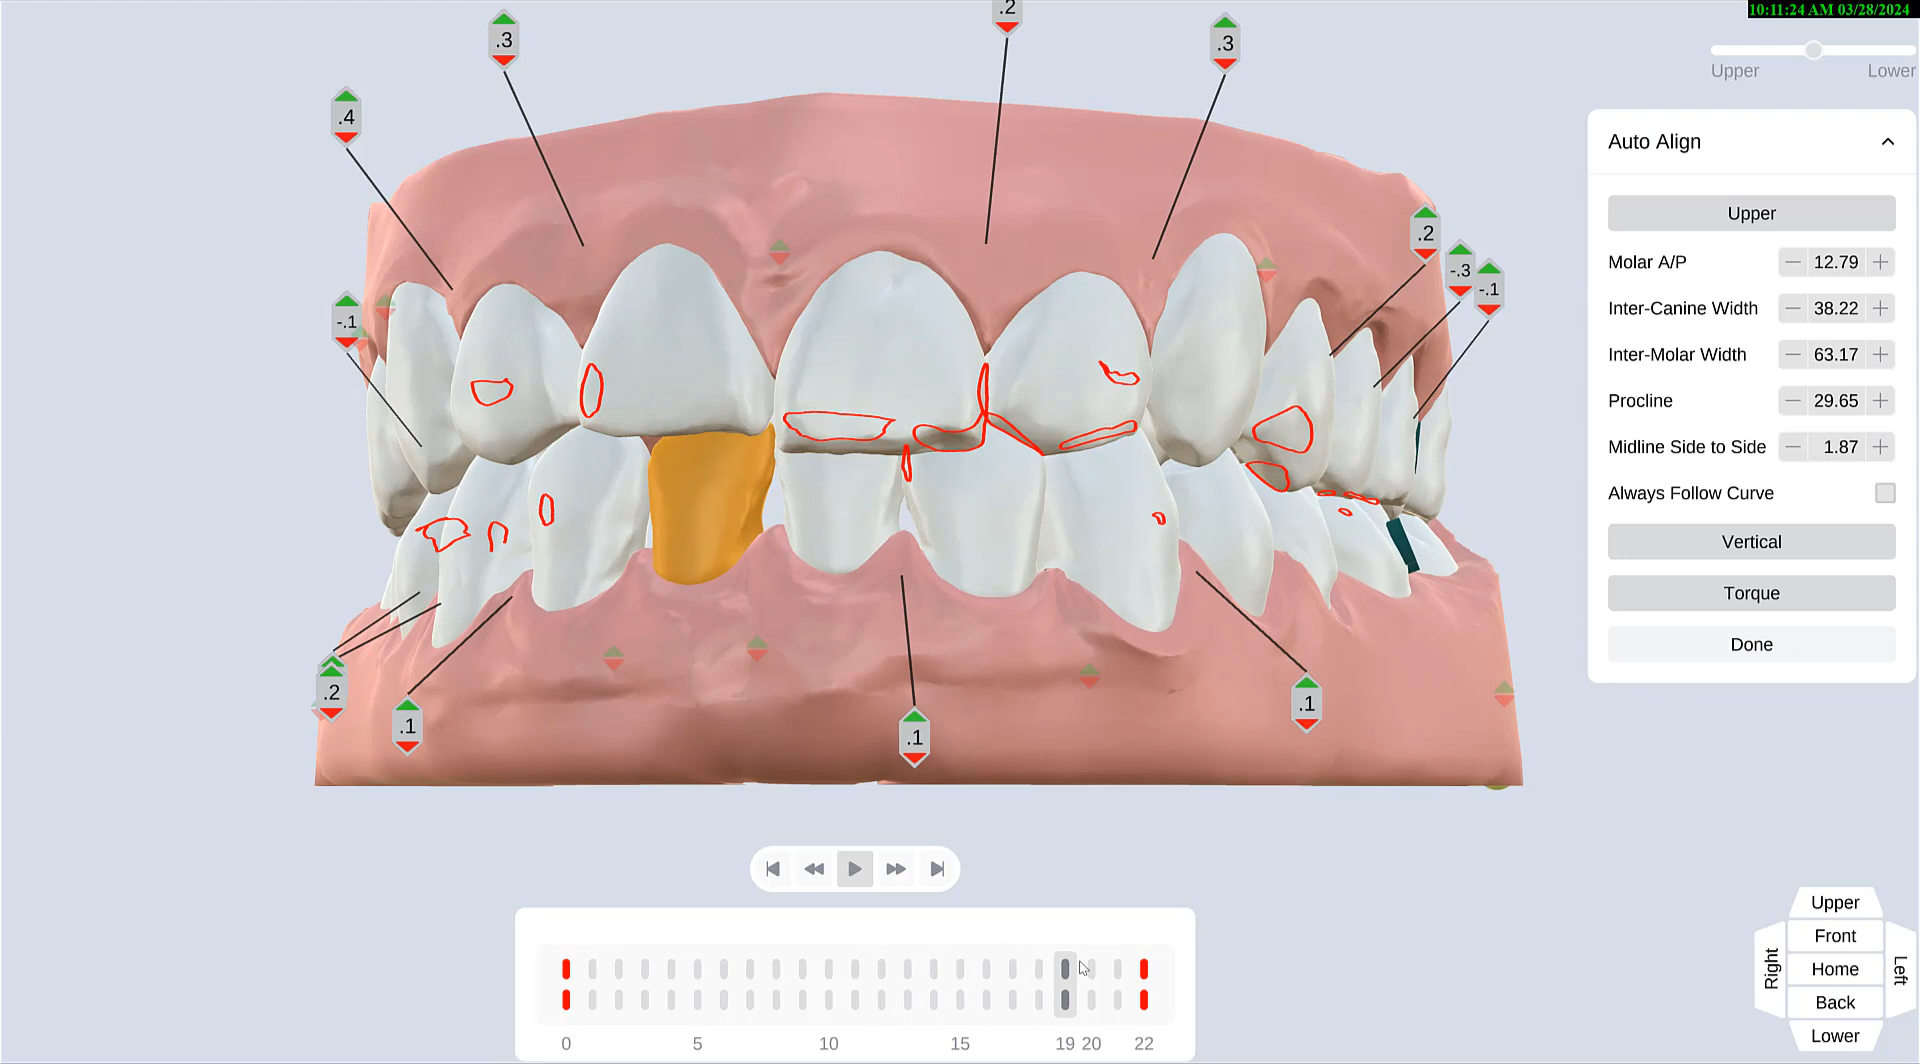 10:11:24 AM 03/28/2024
.3
.2
.3
.4
.2
-.3
-.1
-.1
.2
.1
.1
.1
Upper Lower
Auto Align
Upper
Molar A/P 12.79
Inter-Canine Width 38.22
Inter-Molar Width 63.17
Procline 29.65
Midline Side to Side 1.87
Always Follow Curve
Vertical
Torque
Done
0 5 10 15 19 20 22
Upper
Front
Right Home Left
Back
Lower